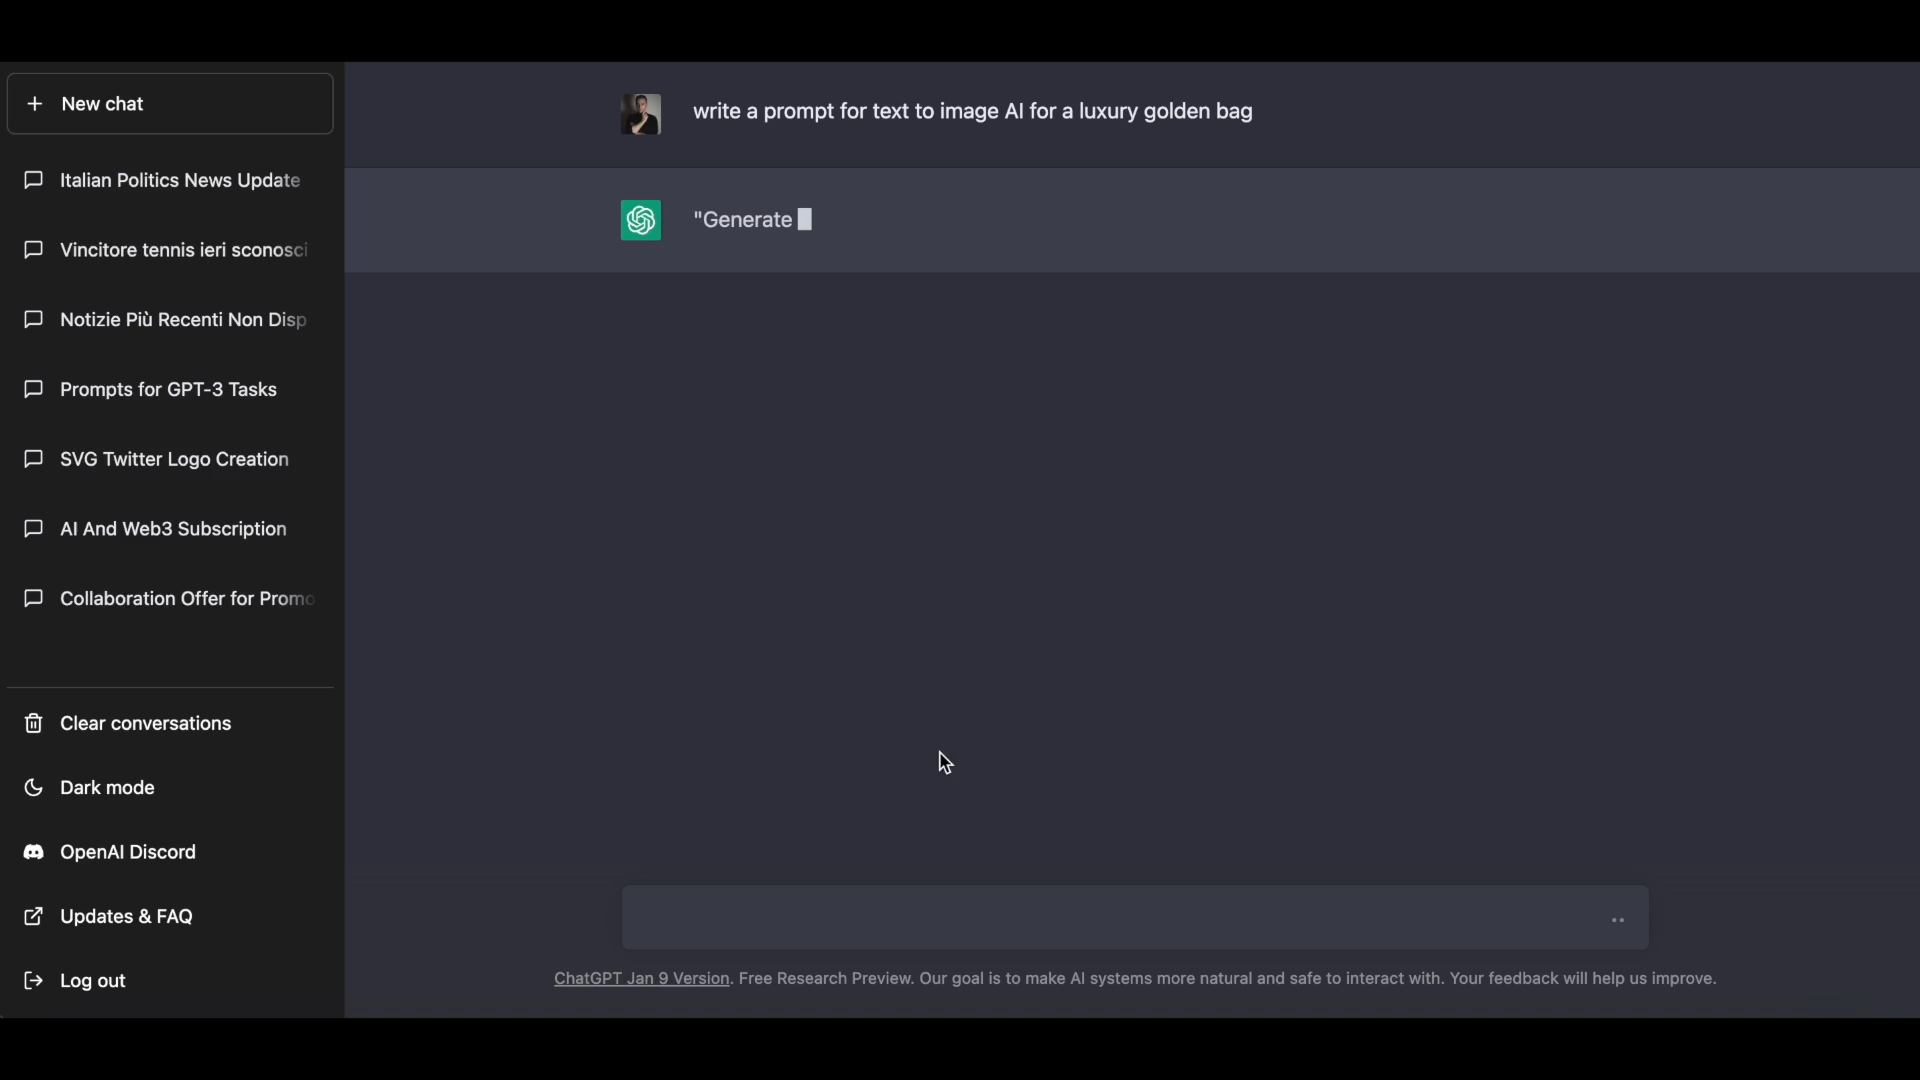 New chat
Italian Politics News Update
Vincitore tennis ieri sconosci
Notizie Più Recenti Non Disp
Prompts for GPT-3 Tasks
SVG Twitter Logo Creation
AI And Web3 Subscription
Collaboration Offer for Promo
Clear conversations
Dark mode
OpenAI Discord
Updates & FAQ
Log out
write a prompt for text to image AI for a luxury golden bag
"Generate
ChatGPT Jan 9 Version. Free Research Preview. Our goal is to make AI systems more natural and safe to interact with. Your feedback will help us improve.